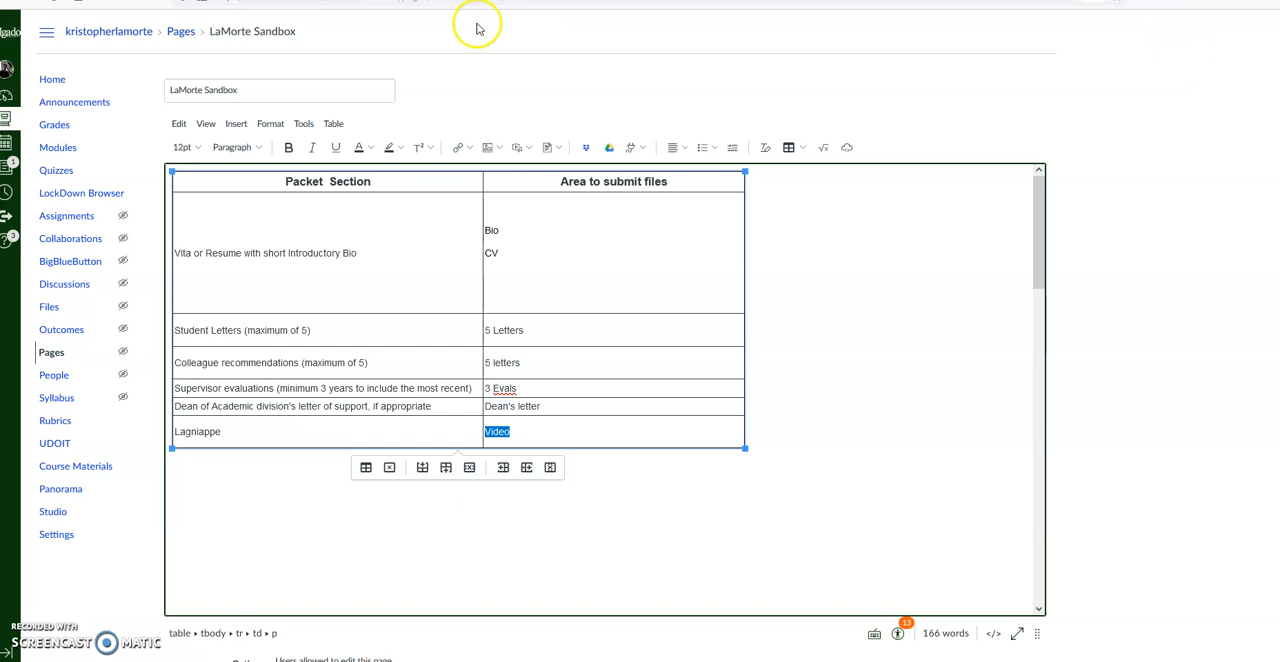 kristopherlamorte > Pages > LaMorte Sandbox
lgado
Home
Announcements
Grades
Modules
Quizzes
LockDown Browser
Assignments
Collaborations
BigBlueButton
Discussions
Files
Outcomes
Pages
People
Syllabus
Rubrics
UDOIT
Course Materials
Panorama
Studio
Settings
1
3
LaMorte Sandbox
Edit View Insert Format Tools Table
12pt Paragraph B I U A T²
Packet Section Area to submit files
Vita or Resume with short Introductory Bio
Bio
CV
Student Letters (maximum of 5) 5 Letters
Colleague recommendations (maximum of 5) 5 letters
Supervisor evaluations (minimum 3 years to include the most recent) 3 Evals
Dean of Academic division's letter of support, if appropriate Dean's letter
Lagniappe Video
table ▸ tbody ▸ tr ▸ td ▸ p
13
166 words </>
RECORDED WITH
SCREENCAST MATIC
Users allowed to edit this page